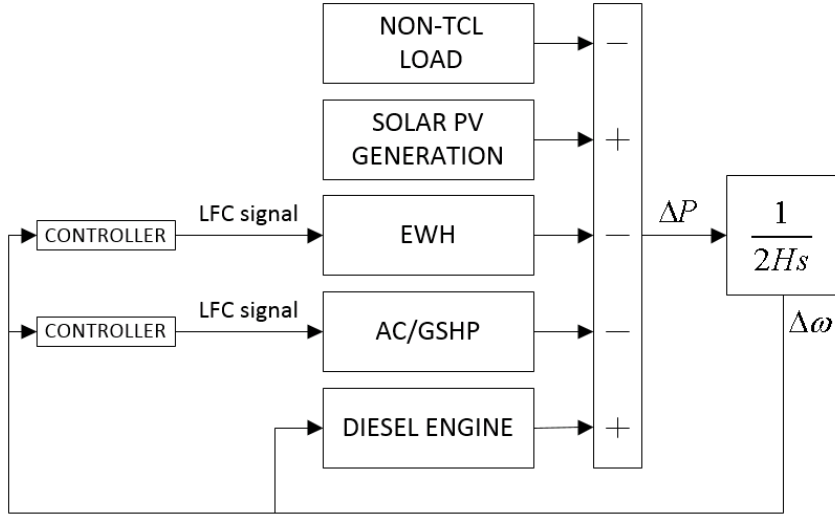 NON-TCL
LOAD
−
SOLAR PV
GENERATION
+
CONTROLLER
LFC signal
EWH
−
ΔP
1
2Hs
Δω
CONTROLLER
LFC signal
AC/GSHP
−
DIESEL ENGINE
+